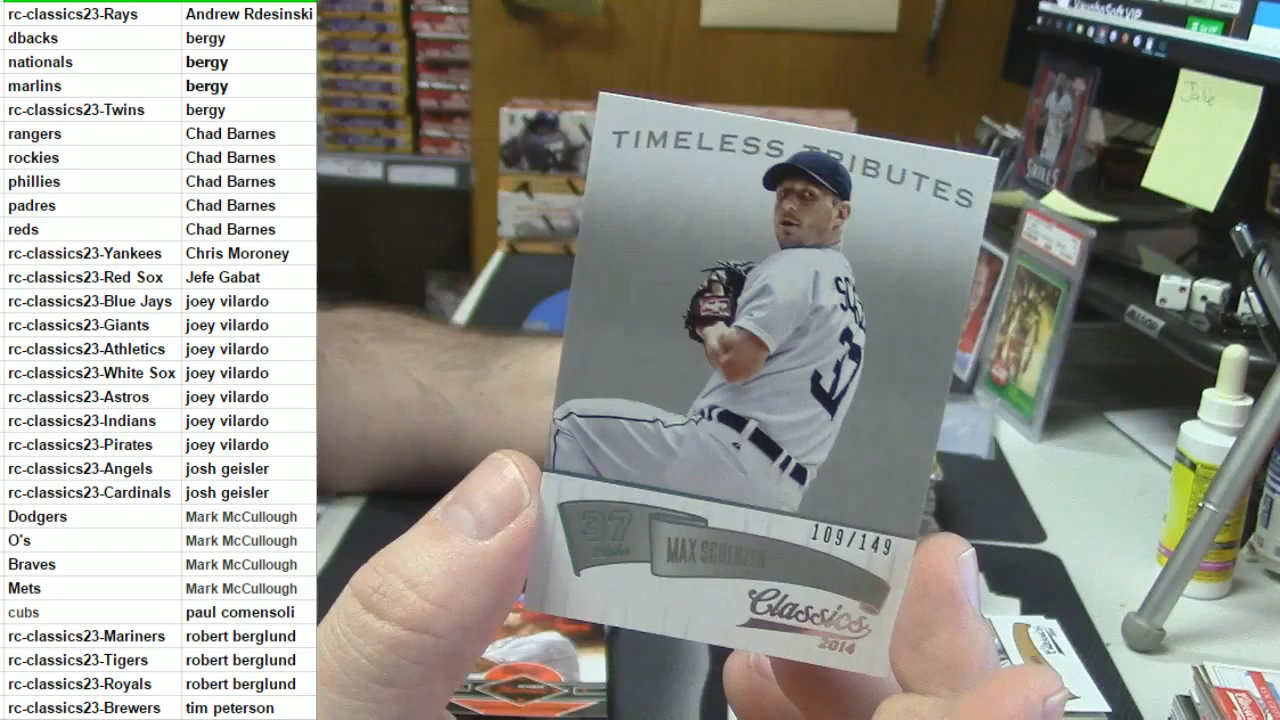 rc-classics23-Rays Andrew Rdesinski
dbacks bergy
nationals bergy
marlins bergy
rc-classics23-Twins bergy
rangers Chad Barnes
rockies Chad Barnes
phillies Chad Barnes
padres Chad Barnes
reds Chad Barnes
rc-classics23-Yankees Chris Moroney
rc-classics23-Red Sox Jefe Gabat
rc-classics23-Blue Jays joey vilardo
rc-classics23-Giants joey vilardo
rc-classics23-Athletics joey vilardo
rc-classics23-White Sox joey vilardo
rc-classics23-Astros joey vilardo
rc-classics23-Indians joey vilardo
rc-classics23-Pirates joey vilardo
rc-classics23-Angels josh geisler
rc-classics23-Cardinals josh geisler
Dodgers Mark McCullough
O's Mark McCullough
Braves Mark McCullough
Mets Mark McCullough
cubs paul comensoli
rc-classics23-Mariners robert berglund
rc-classics23-Tigers robert berglund
rc-classics23-Royals robert berglund
rc-classics23-Brewers tim peterson
TIMELESS TRIBUTES
37
109/149
MAX SCHERZER
Classics
2014